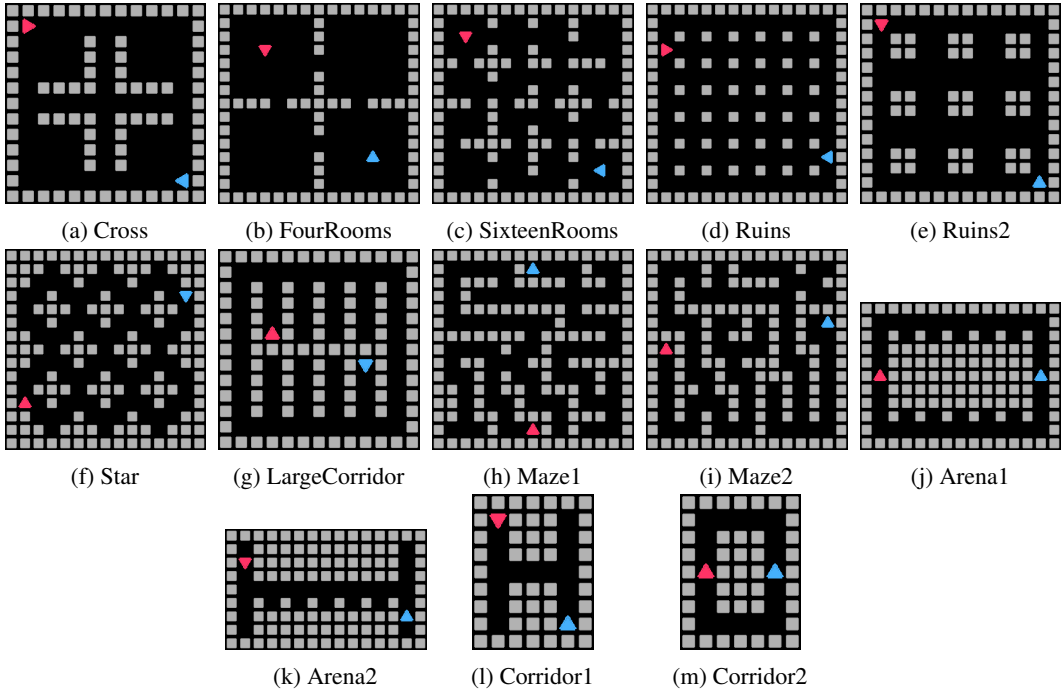 (a) Cross
(b) FourRooms
(c) SixteenRooms
(d) Ruins
(e) Ruins2
(f) Star
(g) LargeCorridor
(h) Maze1
(i) Maze2
(j) Arena1
(k) Arena2
(l) Corridor1
(m) Corridor2